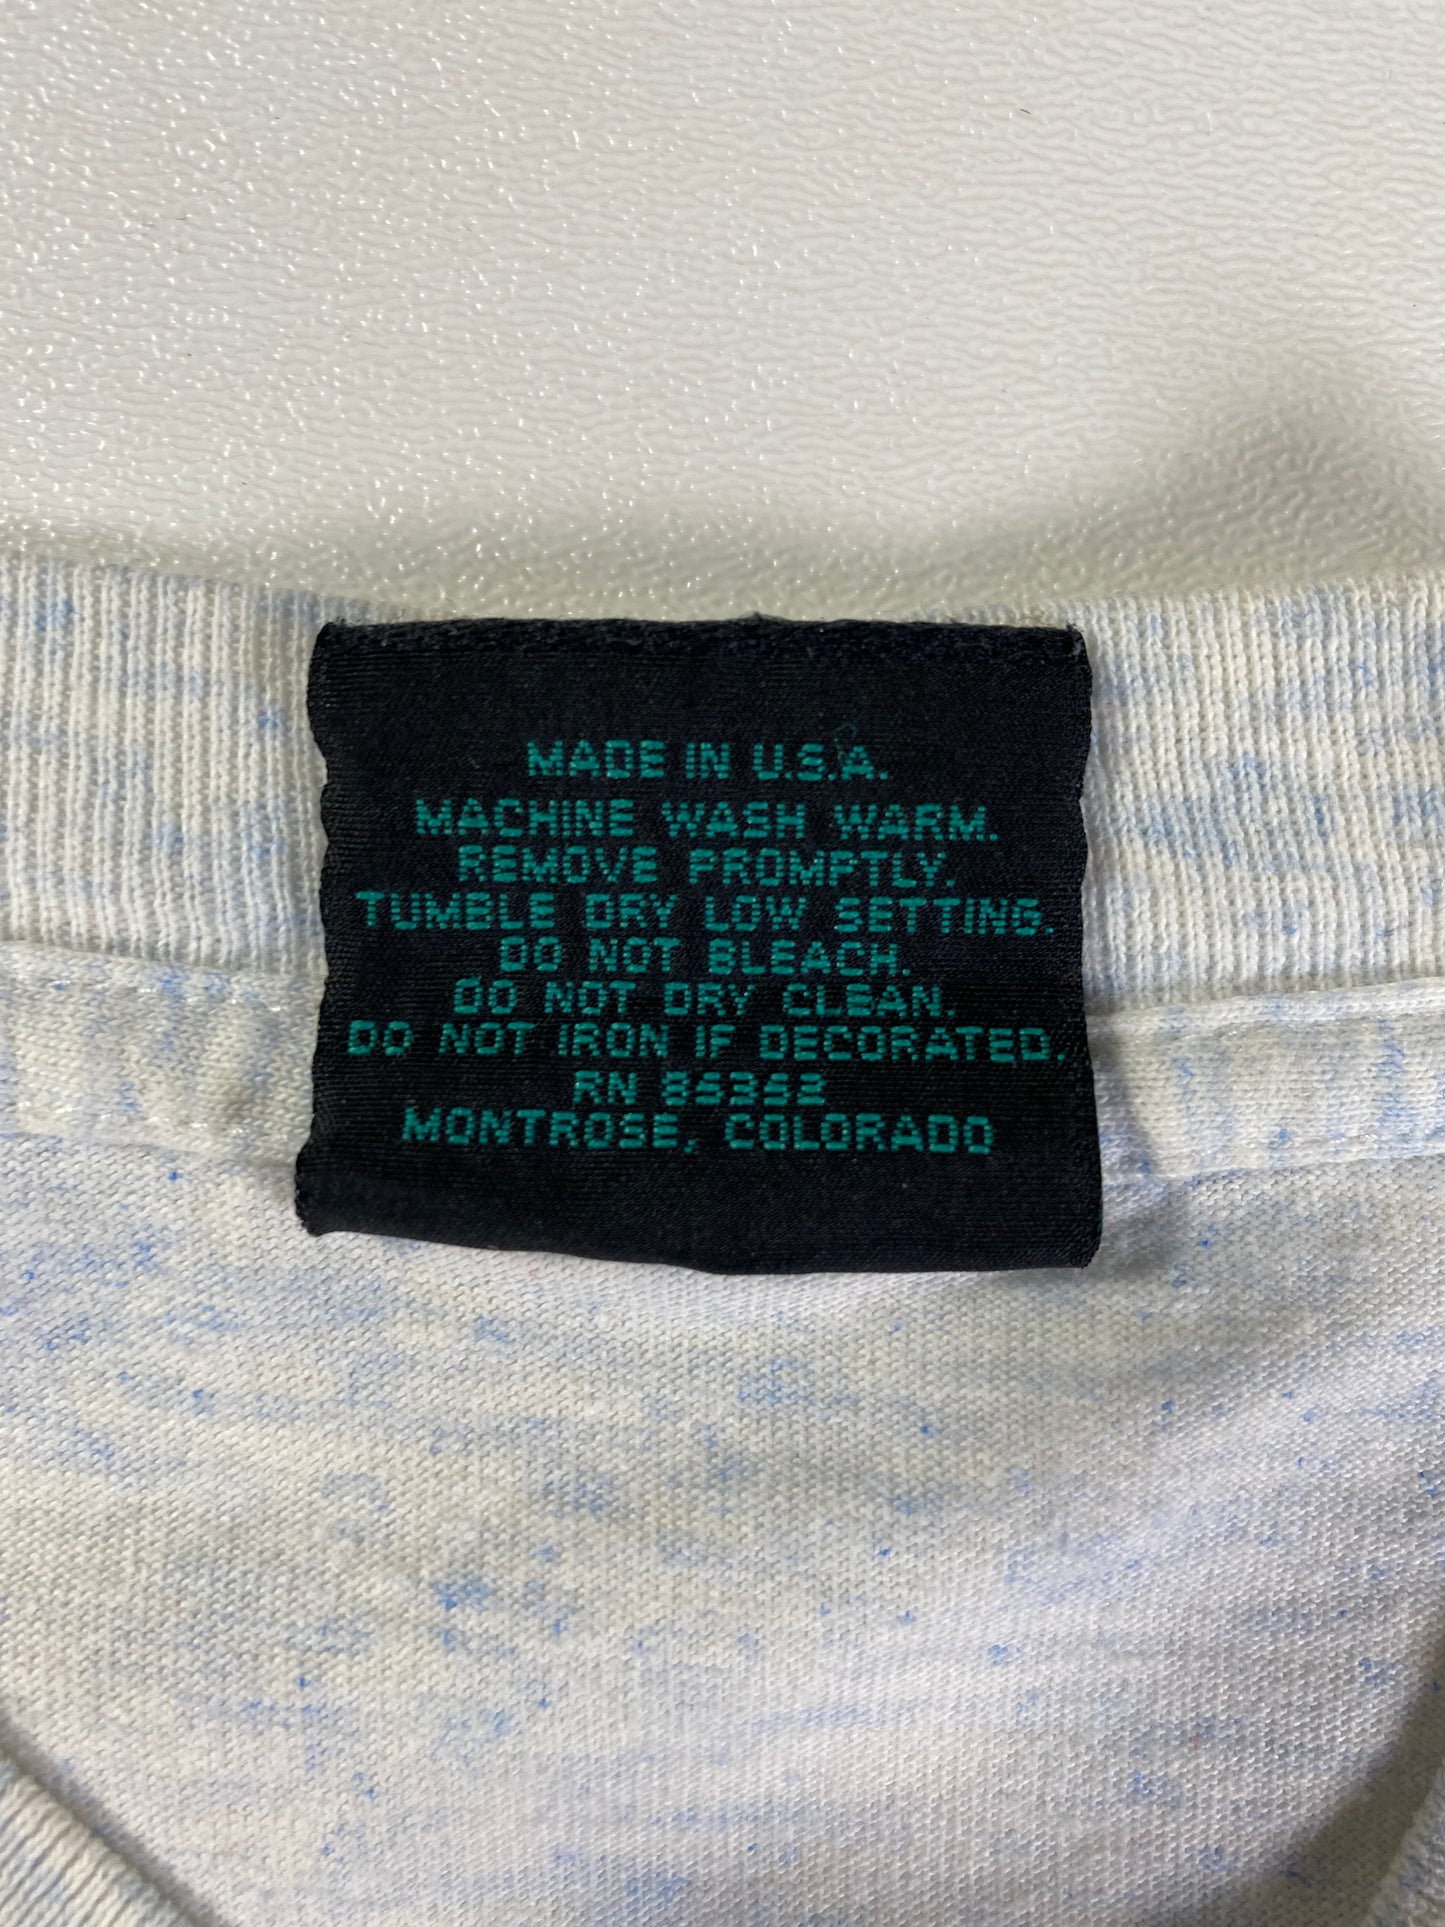 MADE IN U.S.A.
MACHINE WASH WARM.
REMOVE PROMPTLY.
TUMBLE DRY LOW SETTING.
DO NOT BLEACH.
DO NOT DRY CLEAN.
DO NOT IRON IF DECORATED.
RN
MONTROSE, COLORADO